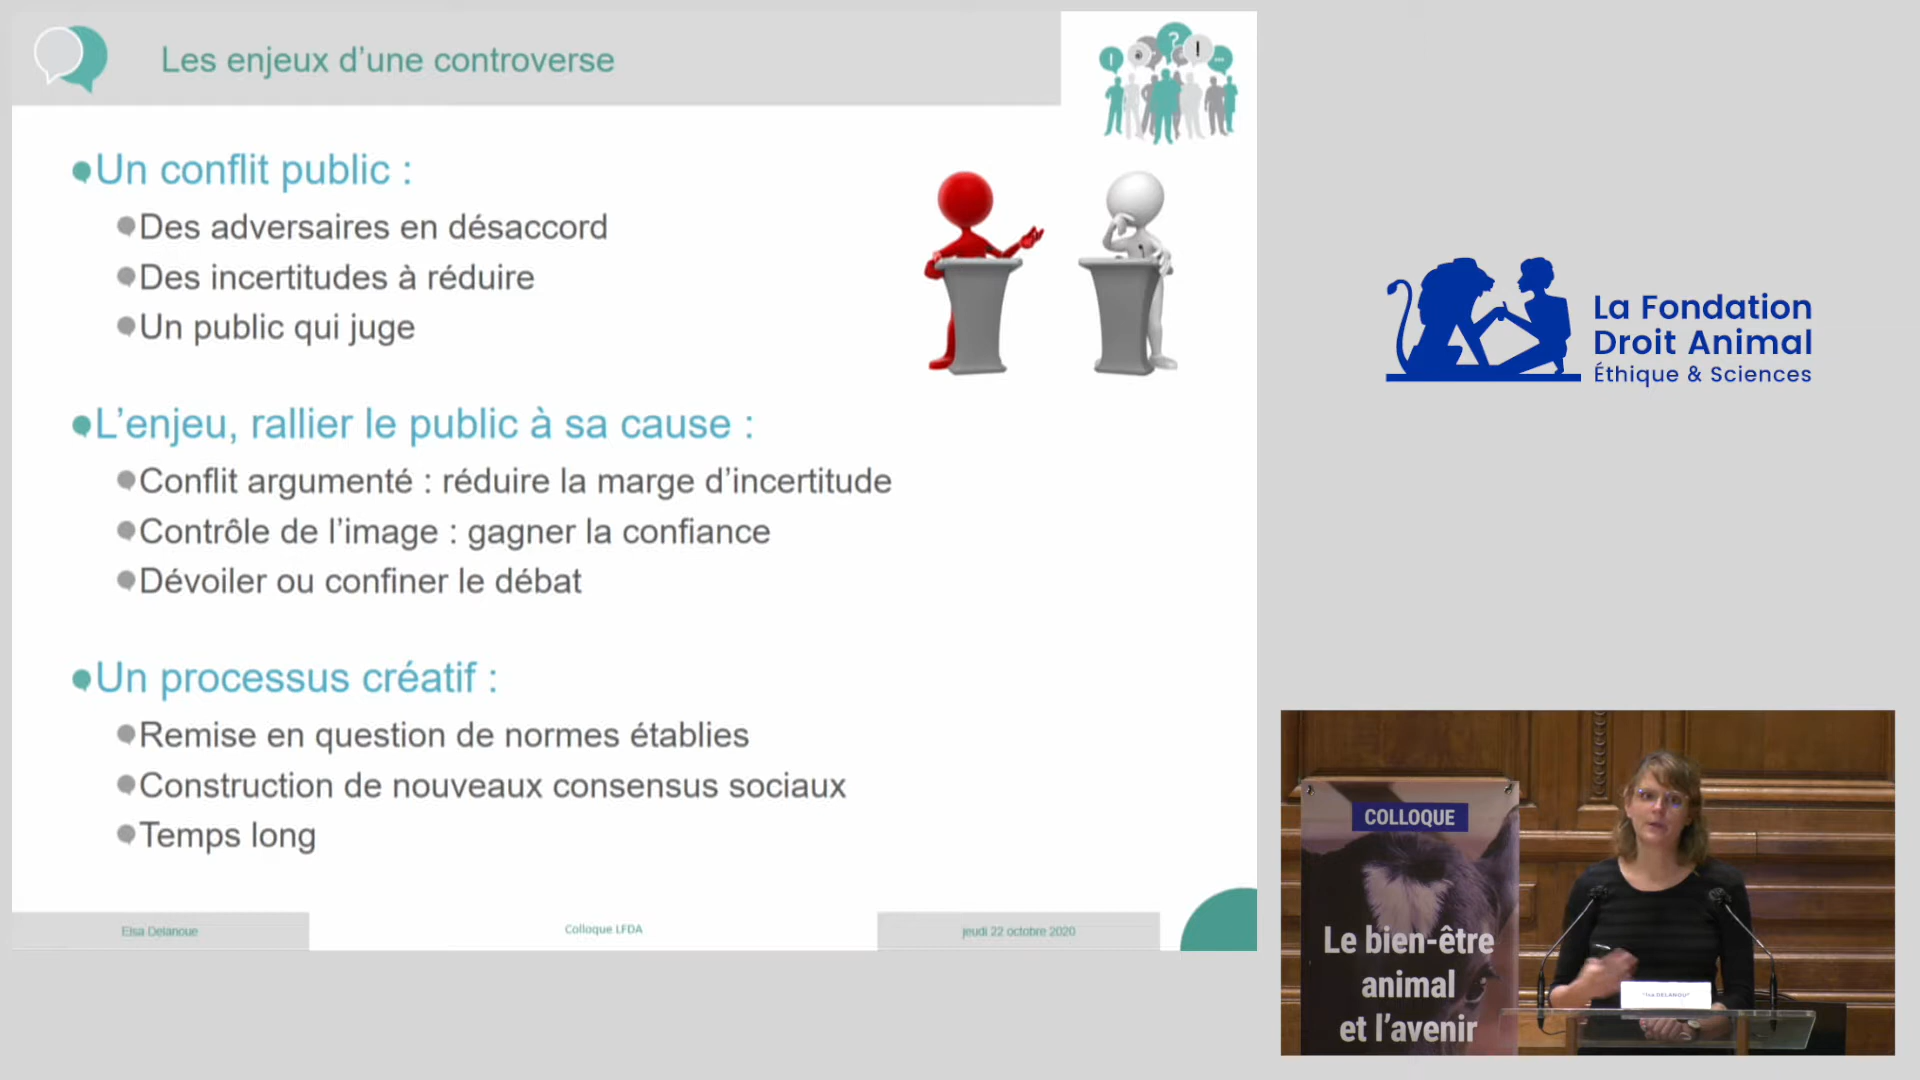 Les enjeux d’une controverse
Un conflit public :
Des adversaires en désaccord
Des incertitudes à réduire
Un public qui juge
L’enjeu, rallier le public à sa cause :
Conflit argumenté : réduire la marge d’incertitude
Contrôle de l’image : gagner la confiance
Dévoiler ou confiner le débat
Un processus créatif :
Remise en question de normes établies
Construction de nouveaux consensus sociaux
Temps long
Elsa Delanoue
Colloque LFDA
jeudi 22 octobre 2020
La Fondation
Droit Animal
Éthique & Sciences
COLLOQUE
Le bien-être
animal
et l’avenir